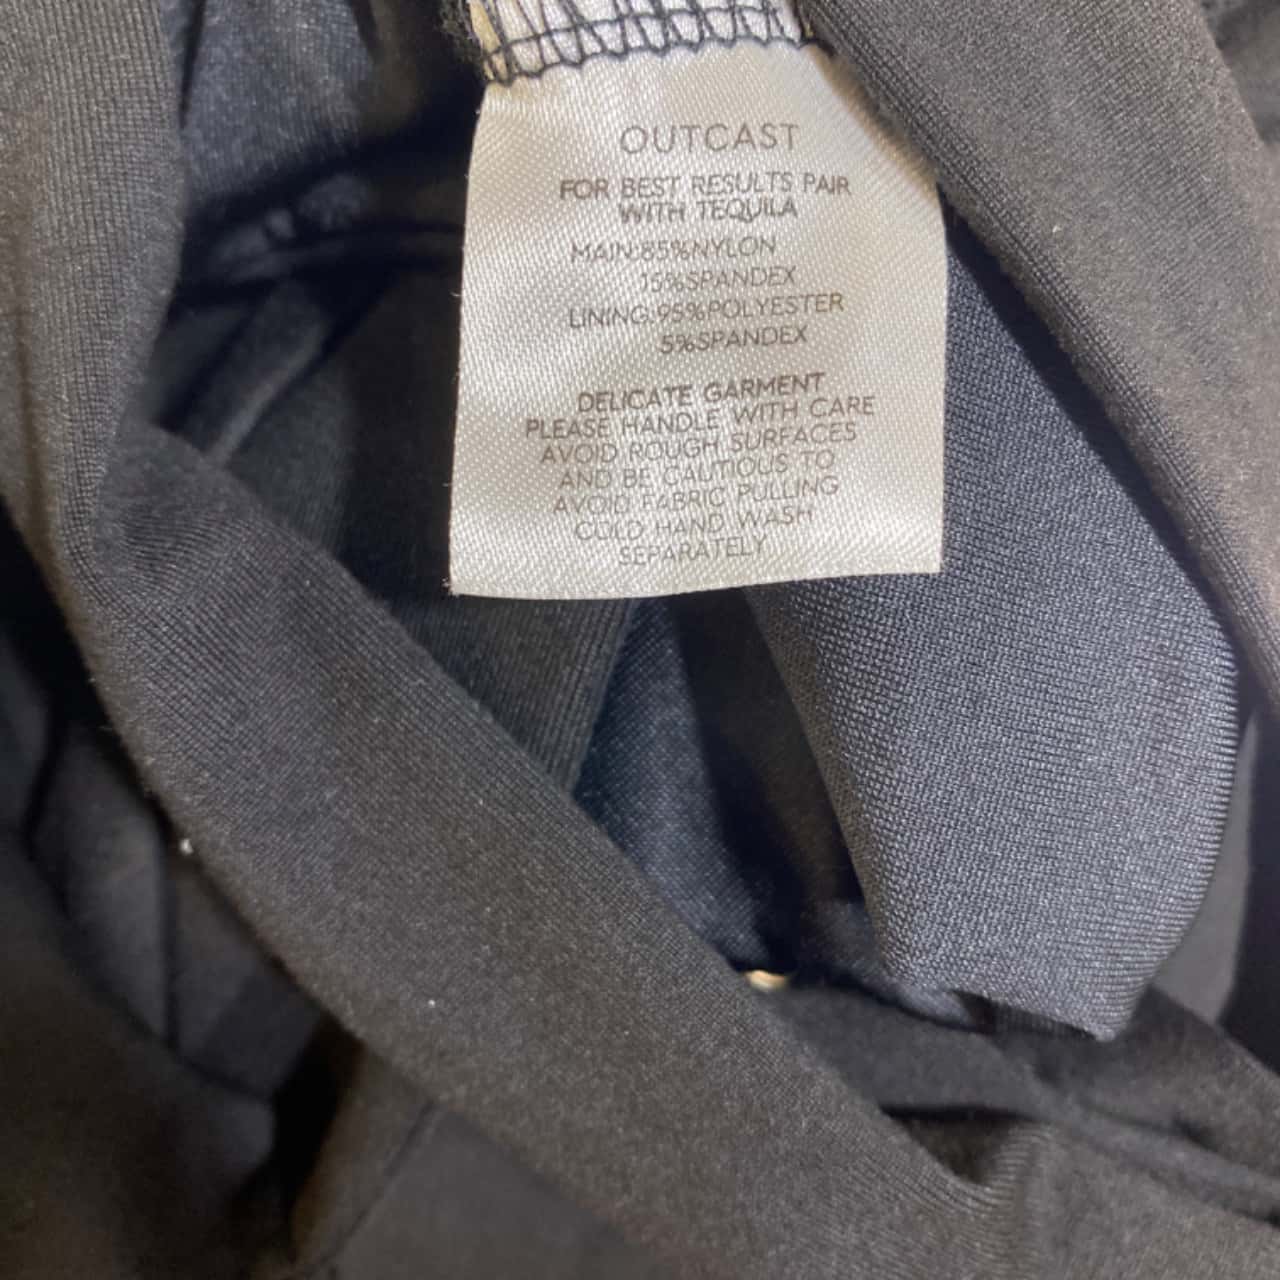 OUTCAST
FOR BEST RESULTS PAIR
WITH TEQUILA
MAIN:85%NYLON
15%SPANDEX
LINING:95%POLYESTER
5%SPANDEX
DELICATE GARMENT
PLEASE HANDLE WITH CARE
AVOID ROUGH SURFACES
AND BE CAUTIOUS TO
AVOID FABRIC PULLING
COLD HAND WASH
SEPARATELY